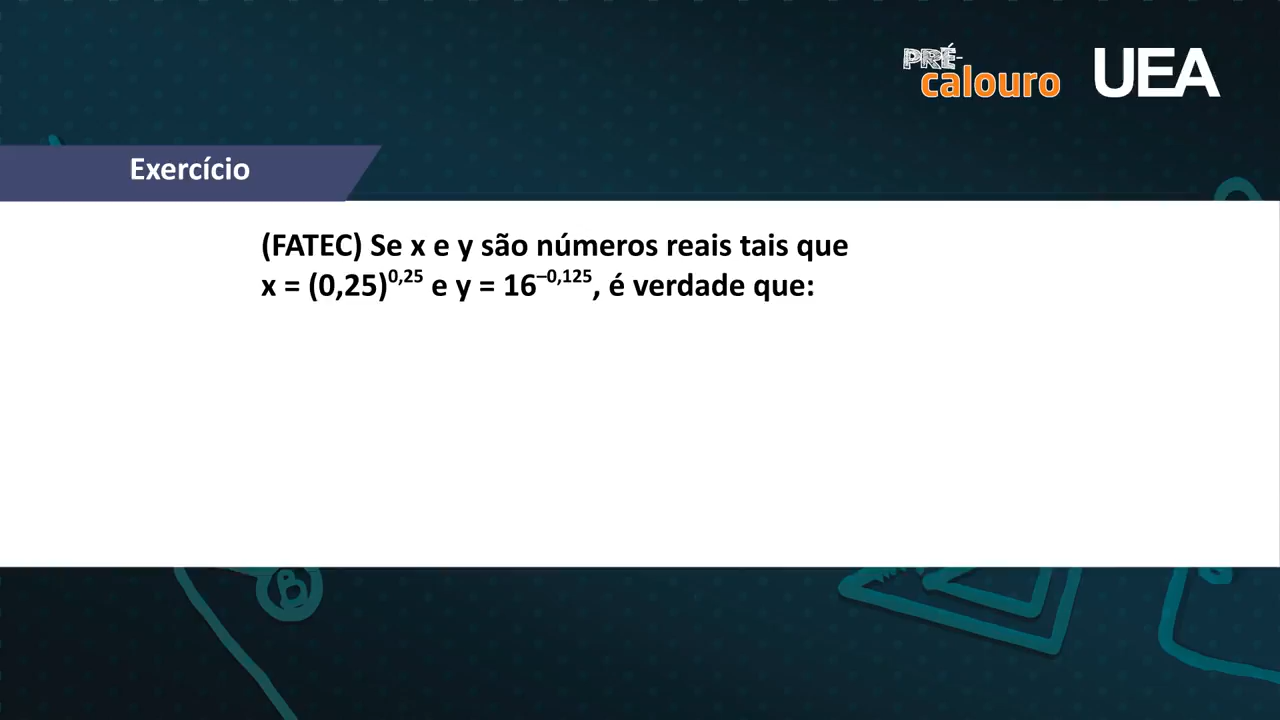 PRÉ-
calouro
UEA
Exercício
(FATEC) Se x e y são números reais tais que
x = (0,25)^0,25 e y = 16^–0,125, é verdade que:
B